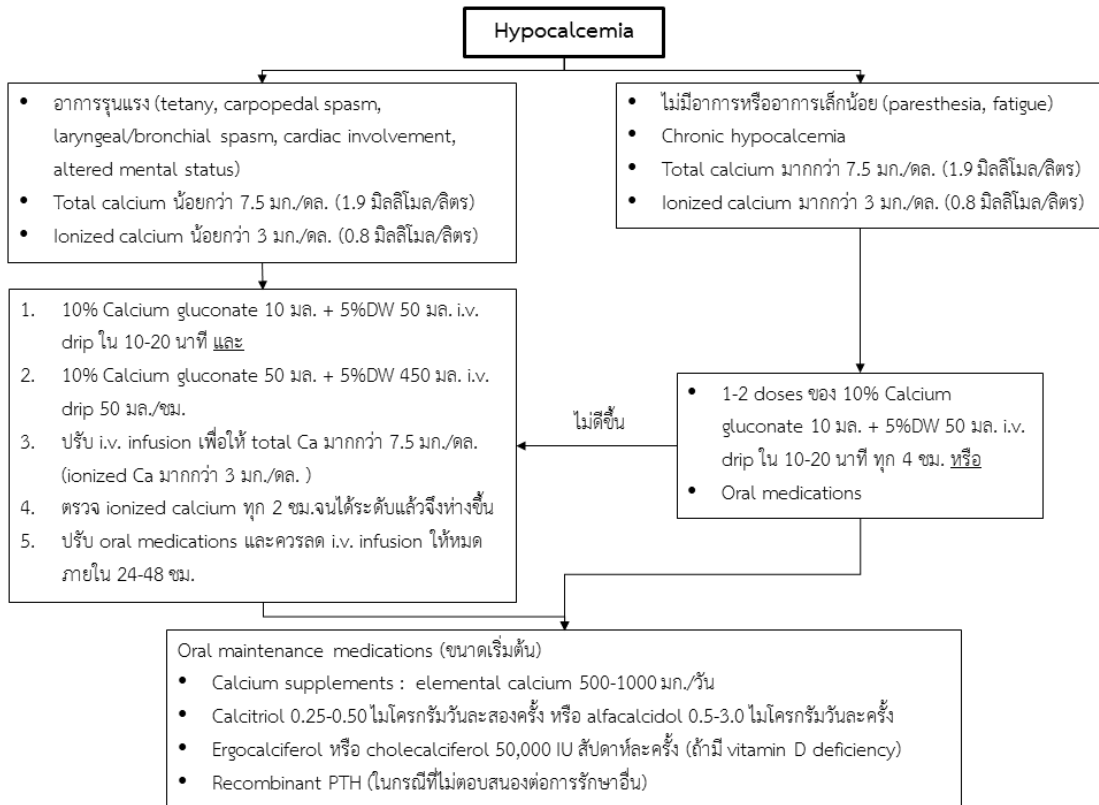 Hypocalcemia
• อาการรุนแรง (tetany, carpopedal spasm,
laryngeal/bronchial spasm, cardiac involvement,
altered mental status)
• Total calcium น้อยกว่า 7.5 มก./ดล. (1.9 มิลลิโมล/ลิตร)
• Ionized calcium น้อยกว่า 3 มก./ดล. (0.8 มิลลิโมล/ลิตร)
• ไม่มีอาการหรืออาการเล็กน้อย (paresthesia, fatigue)
• Chronic hypocalcemia
• Total calcium มากกว่า 7.5 มก./ดล. (1.9 มิลลิโมล/ลิตร)
• Ionized calcium มากกว่า 3 มก./ดล. (0.8 มิลลิโมล/ลิตร)
1. 10% Calcium gluconate 10 มล. + 5%DW 50 มล. i.v.
drip ใน 10-20 นาที และ
2. 10% Calcium gluconate 50 มล. + 5%DW 450 มล. i.v.
drip 50 มล./ชม.
3. ปรับ i.v. infusion เพื่อให้ total Ca มากกว่า 7.5 มก./ดล.
(ionized Ca มากกว่า 3 มก./ดล. )
4. ตรวจ ionized calcium ทุก 2 ชม.จนได้ระดับแล้วจึงห่างขึ้น
5. ปรับ oral medications และควรลด i.v. infusion ให้หมด
ภายใน 24-48 ชม.
ไม่ดีขึ้น
• 1-2 doses ของ 10% Calcium
gluconate 10 มล. + 5%DW 50 มล. i.v.
drip ใน 10-20 นาที ทุก 4 ชม. หรือ
• Oral medications
Oral maintenance medications (ขนาดเริ่มต้น)
• Calcium supplements : elemental calcium 500-1000 มก./วัน
• Calcitriol 0.25-0.50 ไมโครกรัมวันละสองครั้ง หรือ alfacalcidol 0.5-3.0 ไมโครกรัมวันละครั้ง
• Ergocalciferol หรือ cholecalciferol 50,000 IU สัปดาห์ละครั้ง (ถ้ามี vitamin D deficiency)
• Recombinant PTH (ในกรณีที่ไม่ตอบสนองต่อการรักษาอื่น)